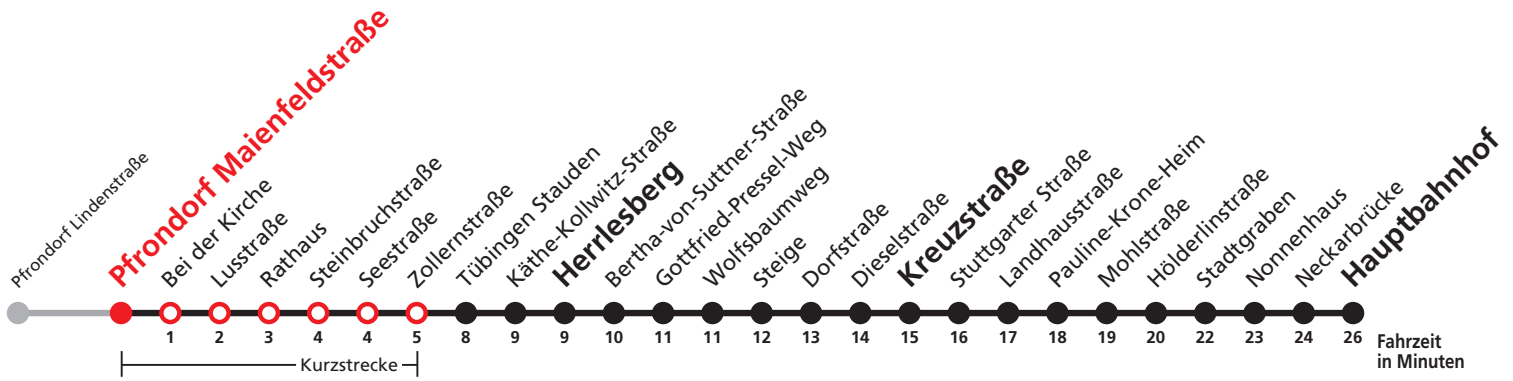 Pfrondorf Lindenstraße
Pfrondorf Maienfeldstraße
Bei der Kirche
Lusstraße
Rathaus
Steinbruchstraße
Seestraße
Zollernstraße
Tübingen Stauden
Käthe-Kollwitz-Straße
Herrlesberg
Bertha-von-Suttner-Straße
Gottfried-Pressel-Weg
Wolfsbaumweg
Steige
Dorfstraße
Dieselstraße
Kreuzstraße
Stuttgarter Straße
Landhausstraße
Pauline-Krone-Heim
Mohlstraße
Hölderlinstraße
Stadtgraben
Nonnenhaus
Neckarbrücke
Hauptbahnhof
1 2 3 4 4 5 8 9 9 10 11 11 12 13 14 15 16 17 18 19 20 22 23 24 26
Fahrzeit
in Minuten
Kurzstrecke